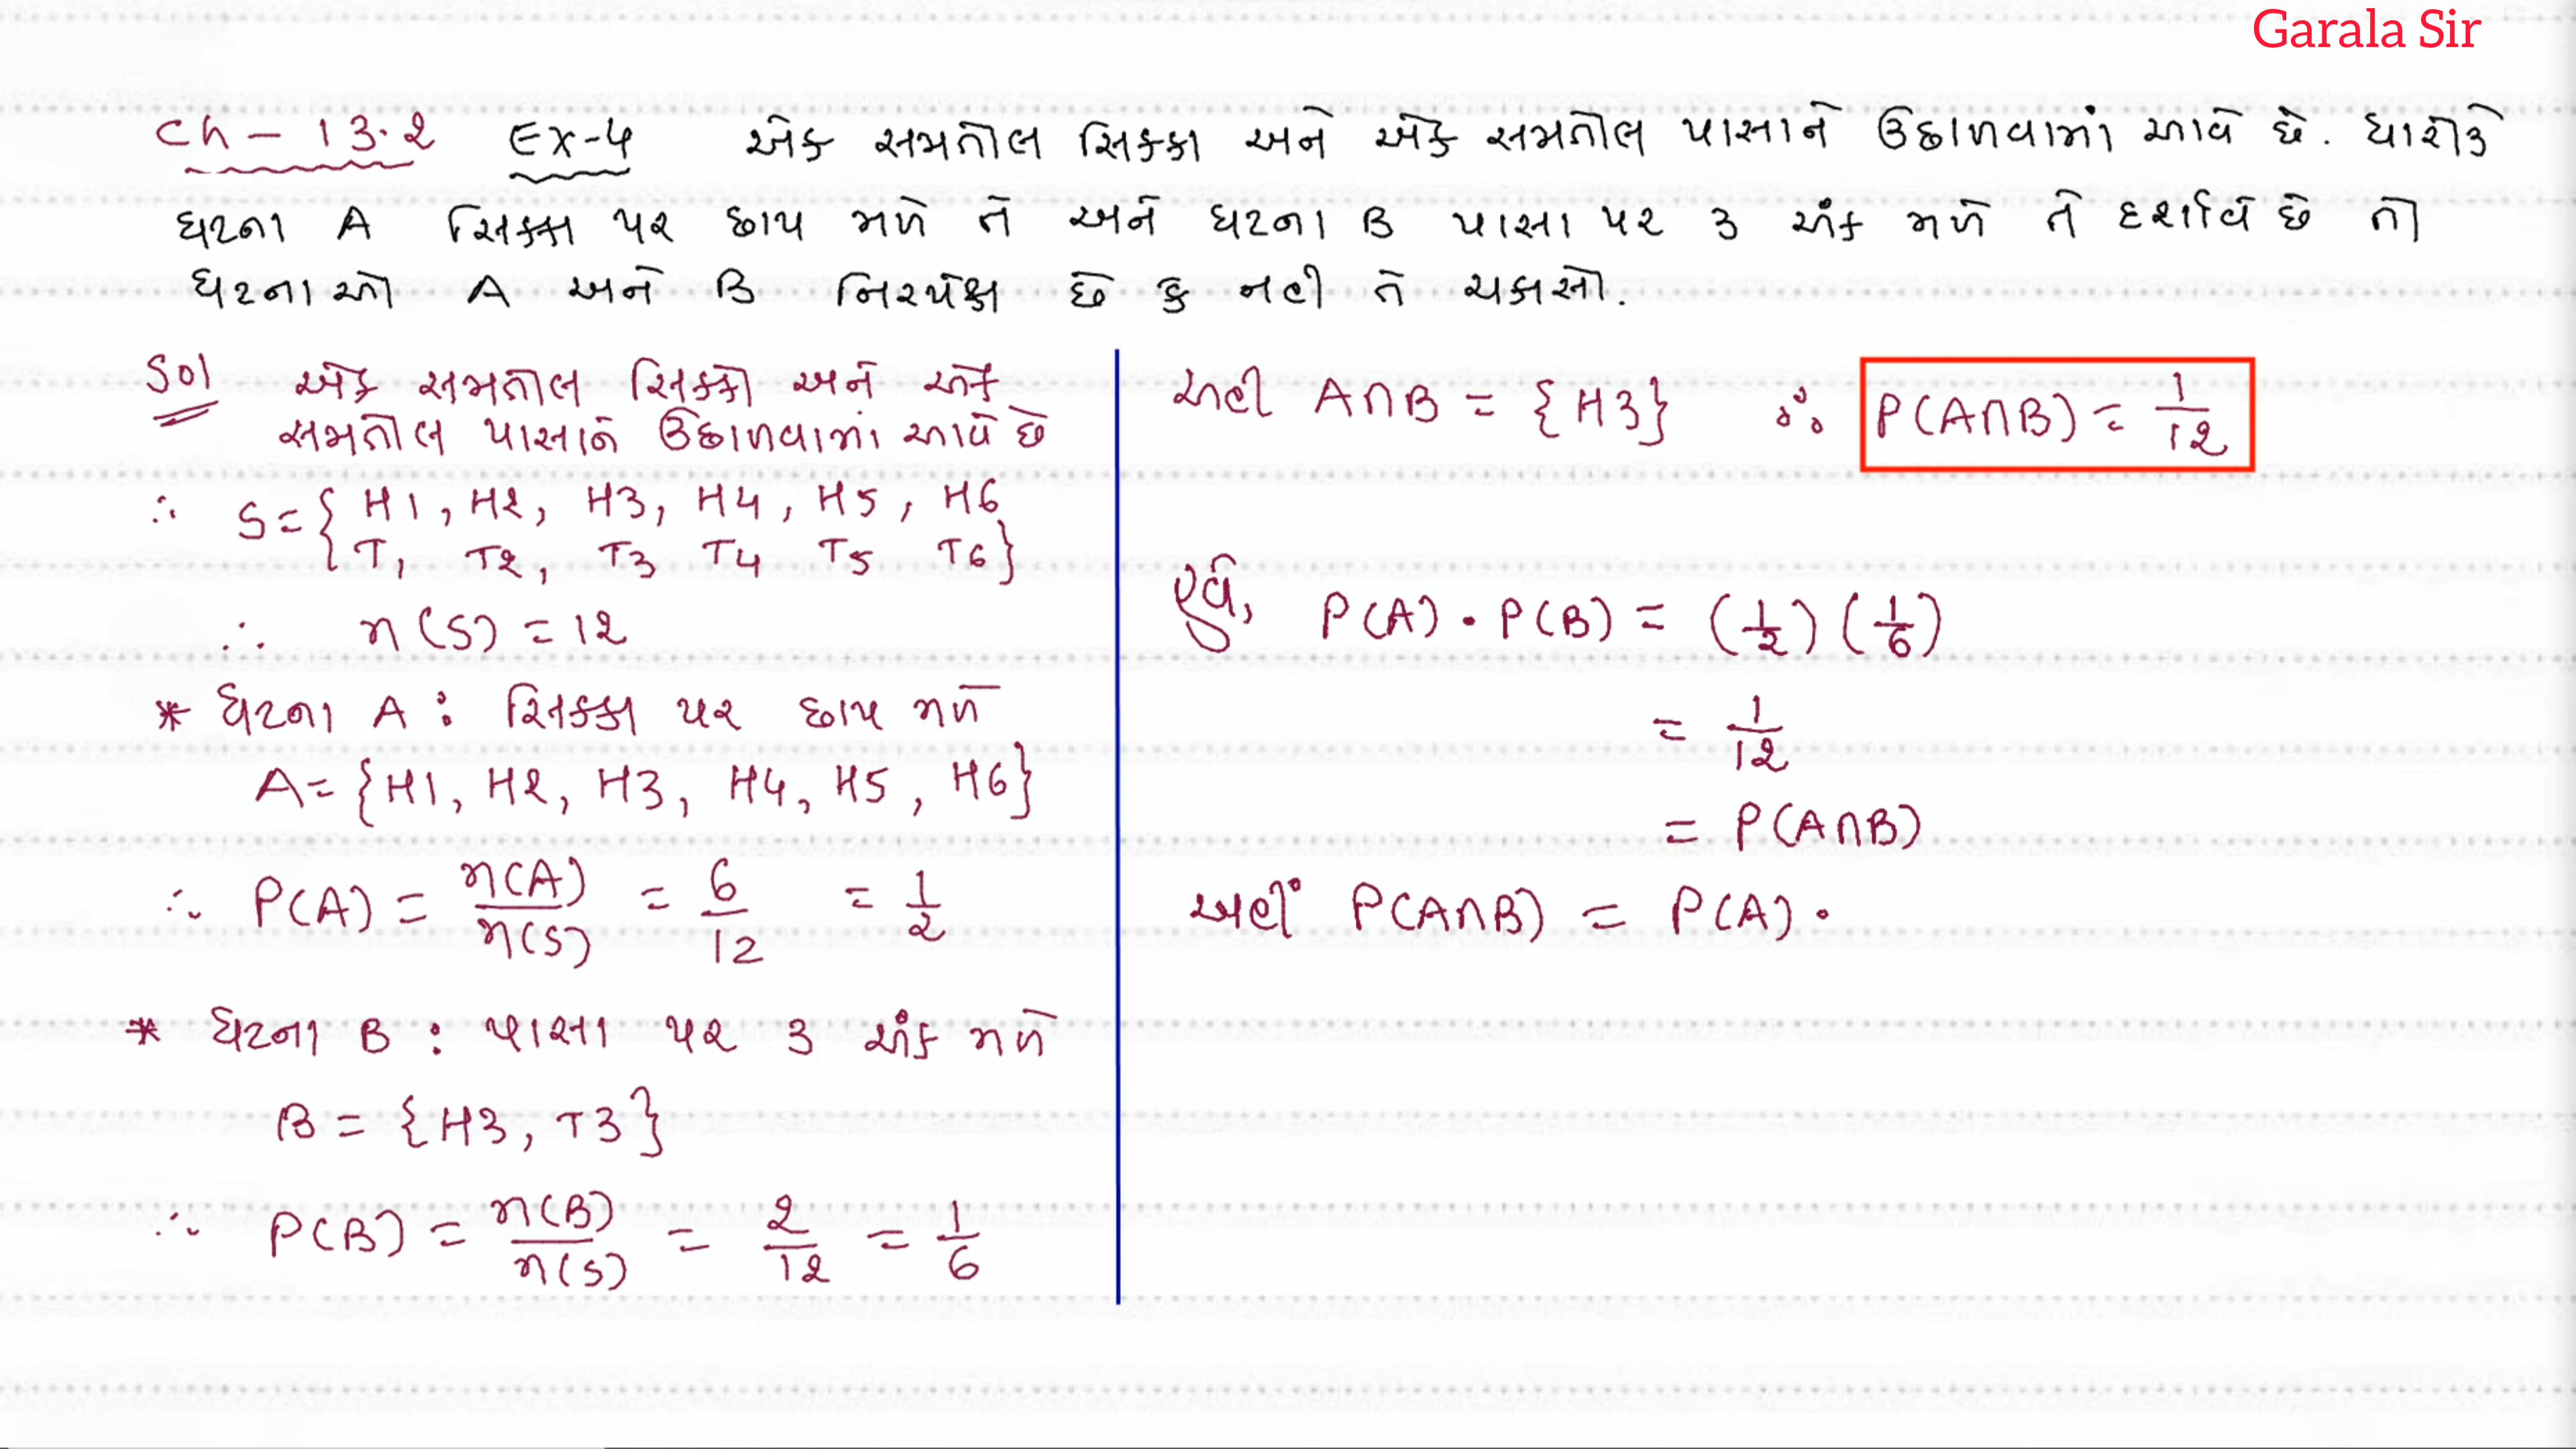 Garala Sir
Ch - 13.2 Ex-4 એક સમતોલ સિક્કા અને એક સમતોલ પાસાને ઉછાળવામાં આવે છે. ધારોકે
ઘટના A સિક્કા પર છાપ મળે તે અને ઘટના B પાસા પર 3 અંક મળે તે દર્શાવે છે તો
ઘટનાઓ A અને B નિરપેક્ષ છે કે નહી તે ચકાસો.
Sol એક સમતોલ સિક્કો અને એક
સમતોલ પાસાને ઉછાળવામાં આવે છે
∴ S = { H1, H2, H3, H4, H5, H6
T1 T2, T3 T4 T5 T6 }
∴ n(S) = 12
* ઘટના A : સિક્કા પર છાપ મળે
A = {H1, H2, H3, H4, H5, H6}
∴ P(A) = n(A)/n(S) = 6/12 = 1/2
* ઘટના B : પાસા પર 3 અંક મળે
B = {H3, T3}
∴ P(B) = n(B)/n(S) = 2/12 = 1/6
અહી A∩B = {H3} ∴ P(A∩B) = 1/12
હવે, P(A) · P(B) = (1/2) (1/6)
= 1/12
= P(A∩B)
અહીં P(A∩B) = P(A) ·